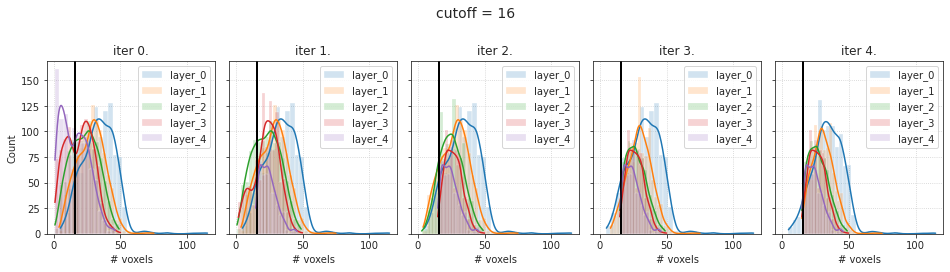 cutoff = 16
iter 0.
iter 1.
iter 2.
iter 3.
iter 4.
layer_0
layer_1
layer_2
layer_3
layer_4
layer_0
layer_1
layer_2
layer_3
layer_4
layer_0
layer_1
layer_2
layer_3
layer_4
layer_0
layer_1
layer_2
layer_3
layer_4
layer_0
layer_1
layer_2
layer_3
layer_4
Count
150
125
100
75
50
25
0
0
50
100
0
50
100
0
50
100
0
50
100
0
50
100
# voxels
# voxels
# voxels
# voxels
# voxels